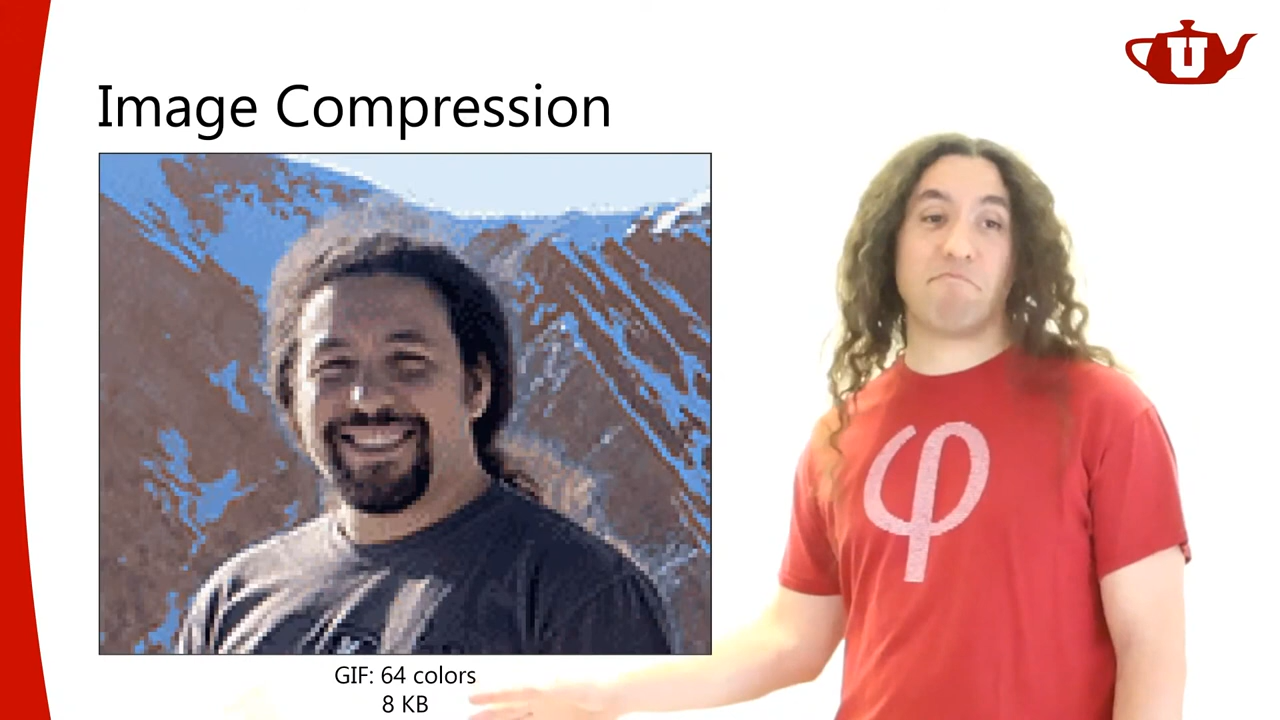 U
Image Compression
φ
GIF: 64 colors
8 KB